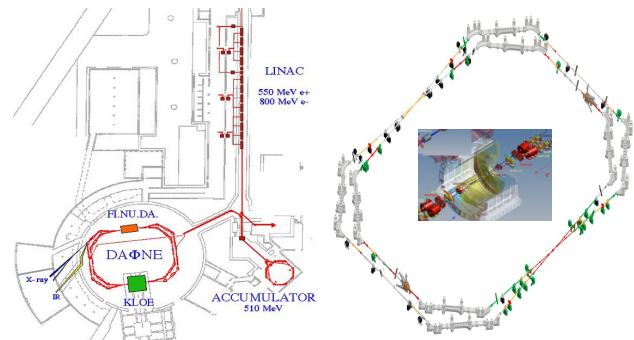 LINAC
550 MeV e+
800 MeV e-
FI.NU.DA.
DAΦNE
X-ray
IR
KLOE
ACCUMULATOR
510 MeV